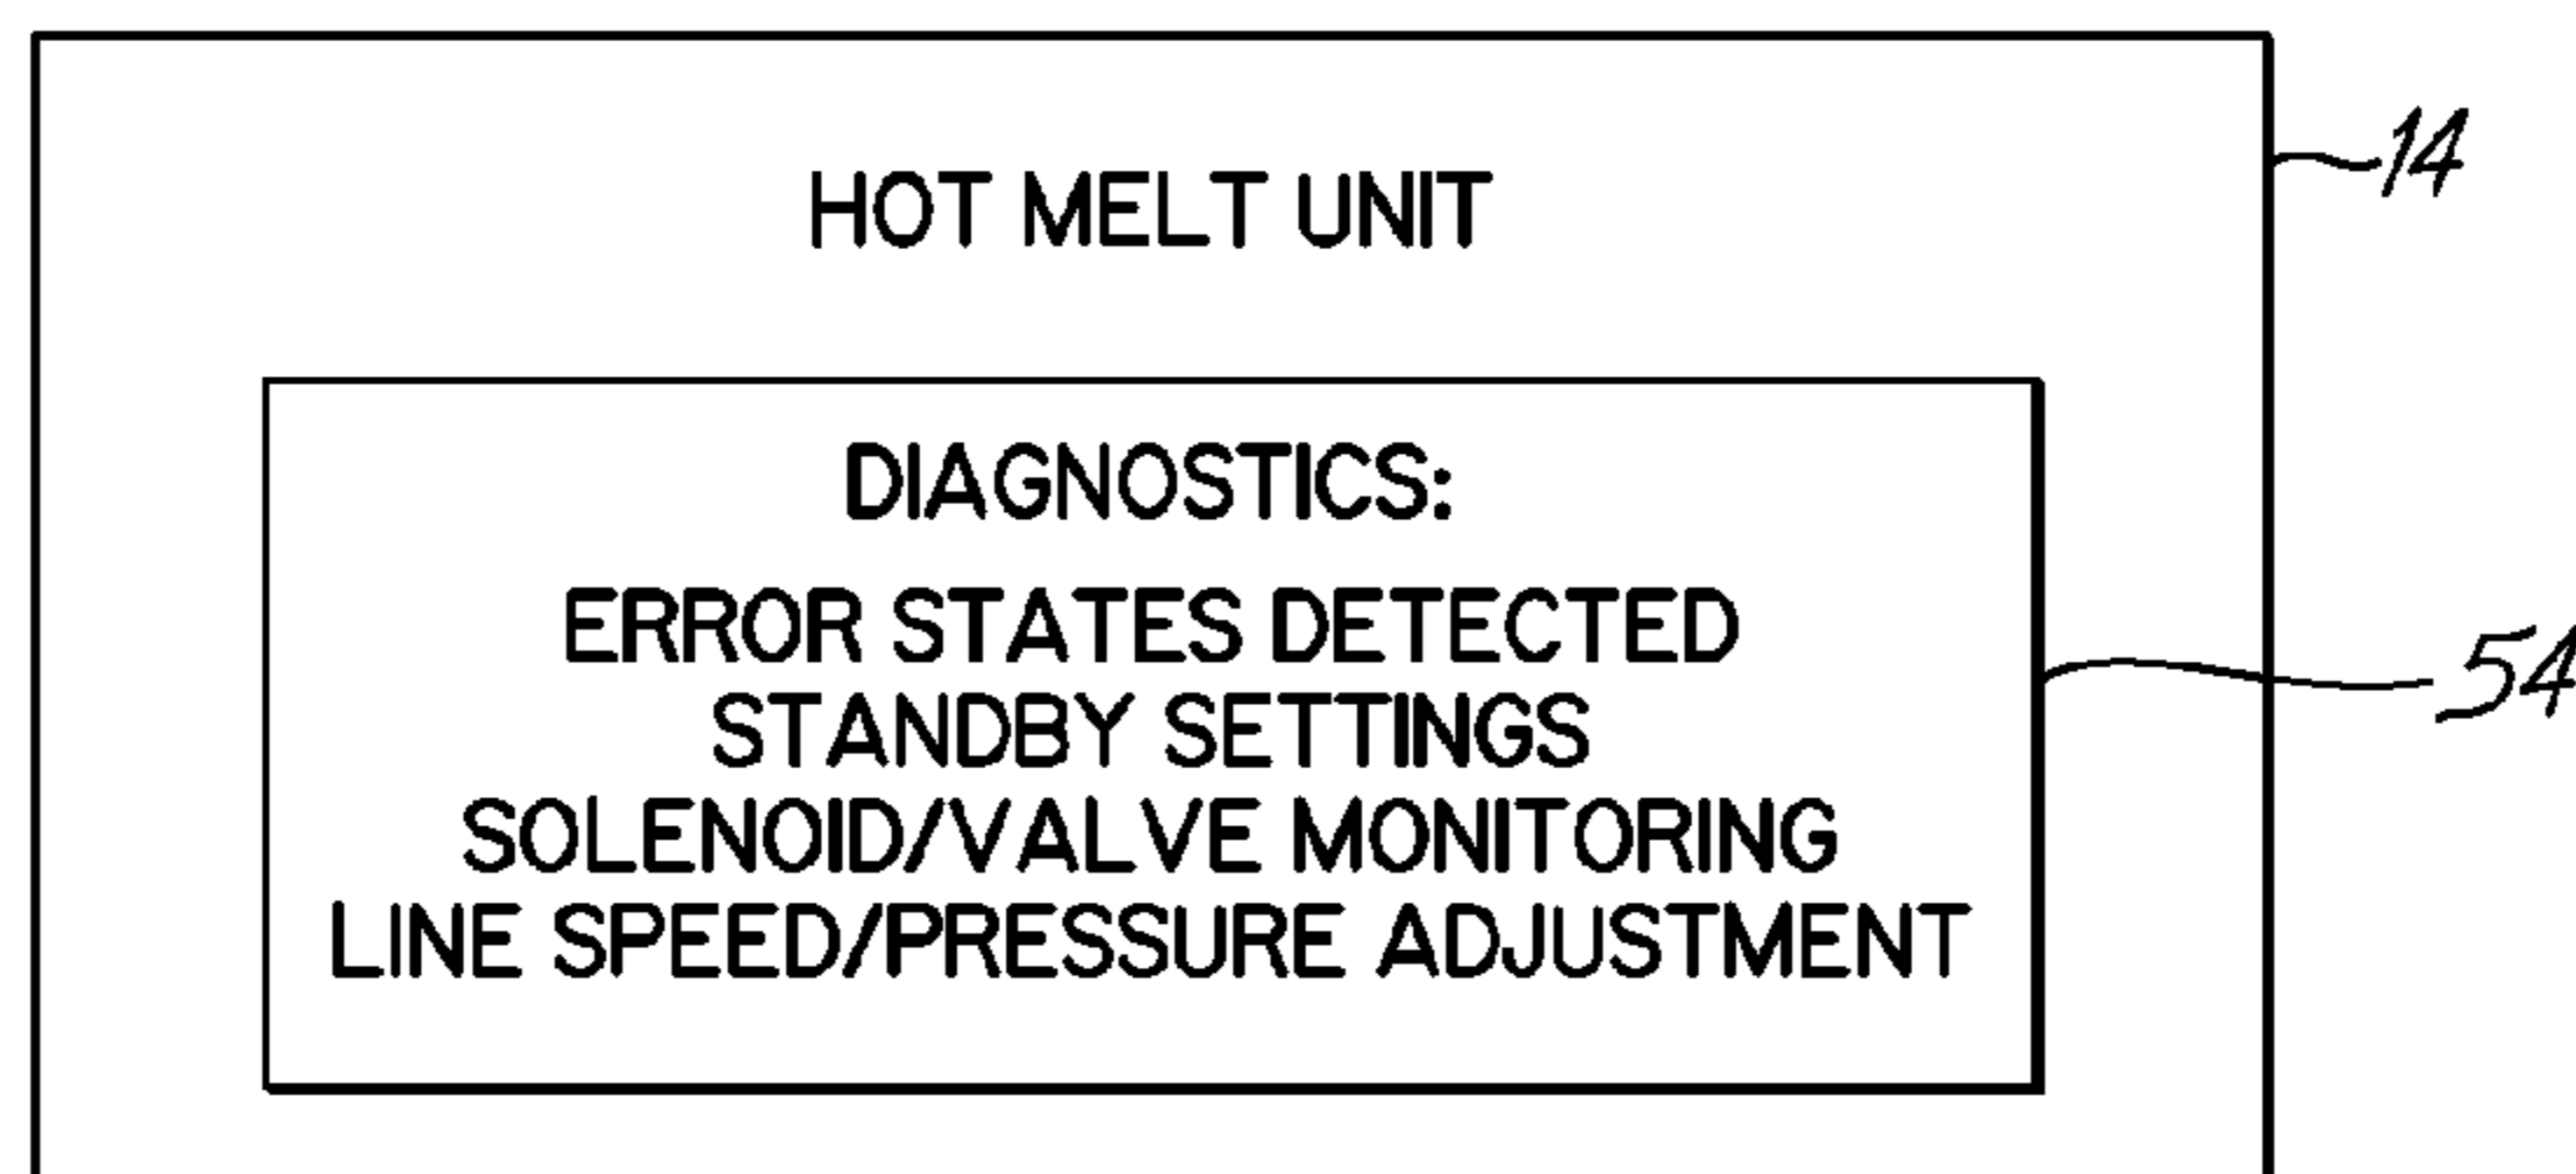 HOT MELT UNIT
14
DIAGNOSTICS:
ERROR STATES DETECTED
54
STANDBY SETTINGS
SOLENOID/VALVE MONITORING
LINE SPEED/PRESSURE ADJUSTMENT